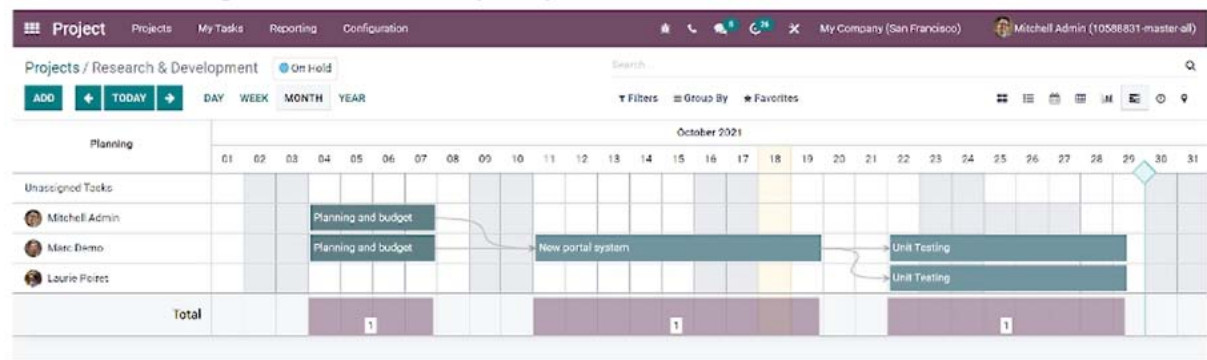 Project Projects My Tasks Reporting Configuration 5 26 My Company (San Francisco) Mitchell Admin (10588831-master-all)
Projects / Research & Development On Hold Search...
ADD TODAY DAY WEEK MONTH YEAR Filters Group By Favorites
Planning October 2021
01 02 03 04 05 06 07 08 09 10 11 12 13 14 15 16 17 18 19 20 21 22 23 24 25 26 27 28 29 30 31
Unassigned Tasks
Mitchell Admin Planning and budget
Marc Demo Planning and budget New portal system Unit Testing
Laurie Poiret Unit Testing
Total 1 1 1